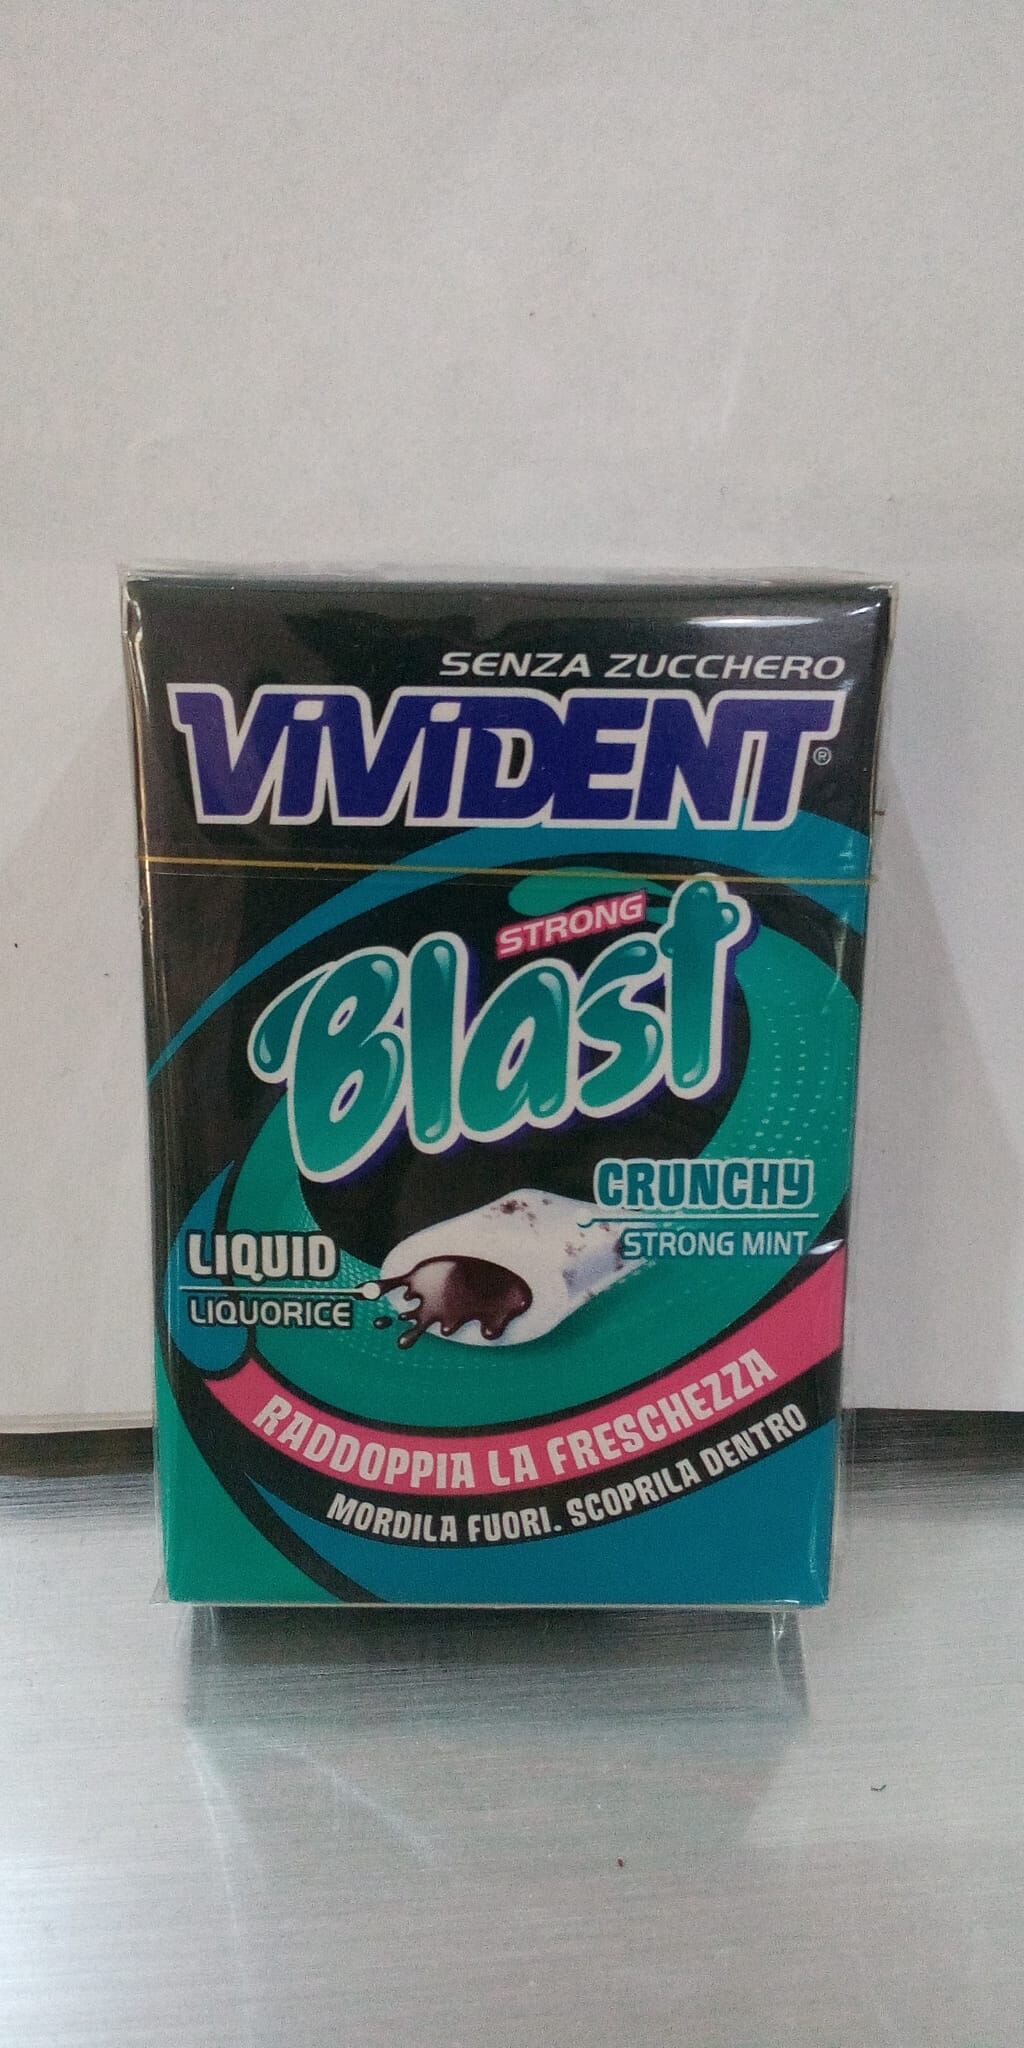 SENZA ZUCCHERO
VIVIDENT®
STRONG
Blast
CRUNCHY
STRONG MINT
LIQUID
LIQUORICE
RADDOPPIA LA FRESCHEZZA
MORDILA FUORI. SCOPRILA DENTRO